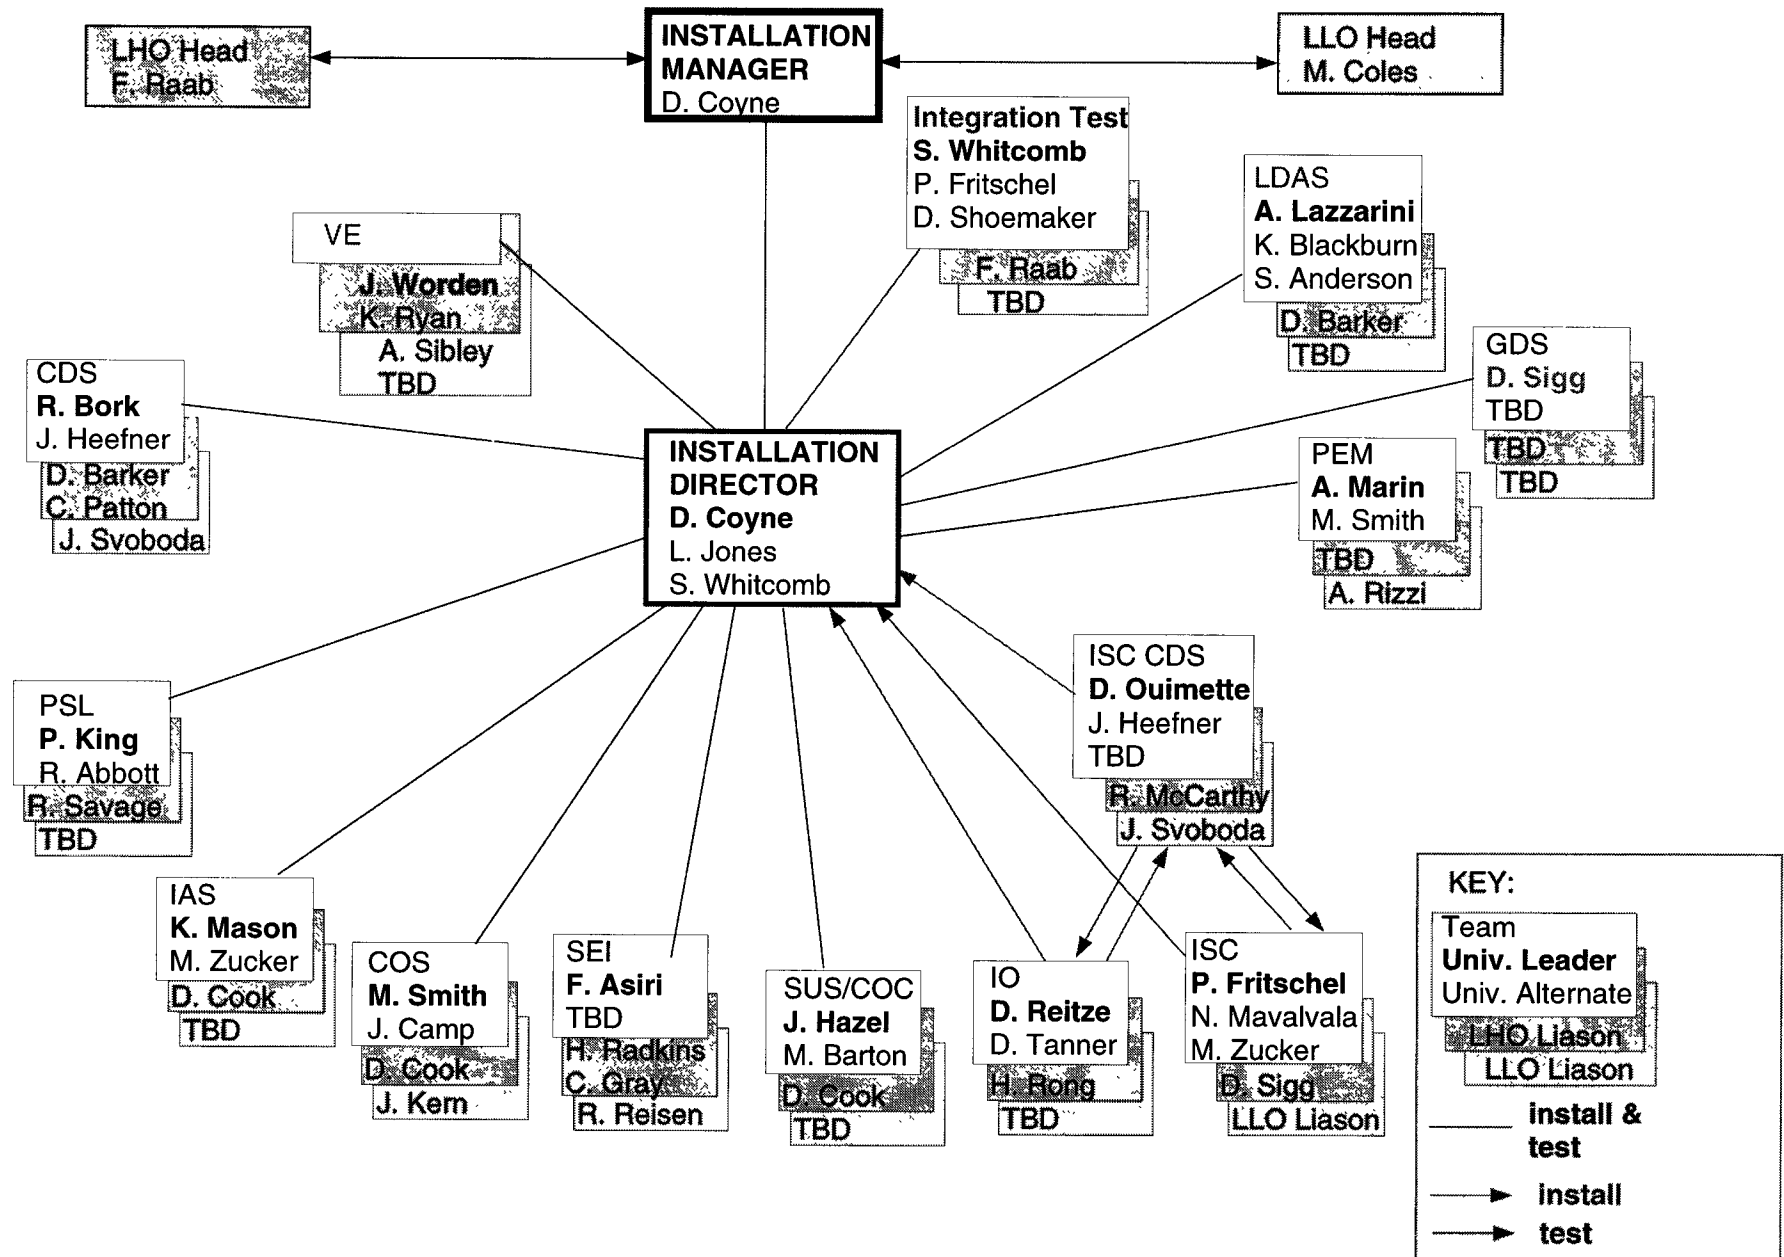 LHO Head
F. Raab
INSTALLATION
MANAGER
D. Coyne
LLO Head
M. Coles
Integration Test
S. Whitcomb
P. Fritschel
D. Shoemaker
F. Raab
TBD
LDAS
A. Lazzarini
K. Blackburn
S. Anderson
D. Barker
TBD
VE
J. Worden
K. Ryan
A. Sibley
TBD
GDS
D. Sigg
TBD
TBD
TBD
CDS
R. Bork
J. Heefner
D. Barker
C. Patton
J. Svoboda
INSTALLATION
DIRECTOR
D. Coyne
L. Jones
S. Whitcomb
PEM
A. Marin
M. Smith
TBD
A. Rizzi
ISC CDS
D. Ouimette
J. Heefner
TBD
R. McCarthy
J. Svoboda
PSL
P. King
R. Abbott
R. Savage
TBD
IAS
K. Mason
M. Zucker
D. Cook
TBD
COS
M. Smith
J. Camp
D. Cook
J. Kern
SEI
F. Asiri
TBD
H. Radkins
C. Gray
R. Reisen
SUS/COC
J. Hazel
M. Barton
D. Cook
TBD
IO
D. Reitze
D. Tanner
H. Rong
TBD
ISC
P. Fritschel
N. Mavalvala
M. Zucker
D. Sigg
LLO Liason
KEY:
Team
Univ. Leader
Univ. Alternate
LHO Liason
LLO Liason
install &
test
install
test